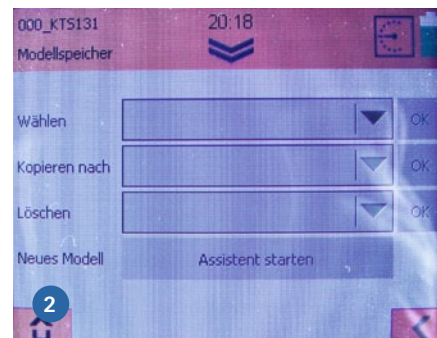 000_KTS131 20:18
Modellspeicher
Wählen OK
Kopieren nach OK
Löschen OK
Neues Modell Assistent starten
2